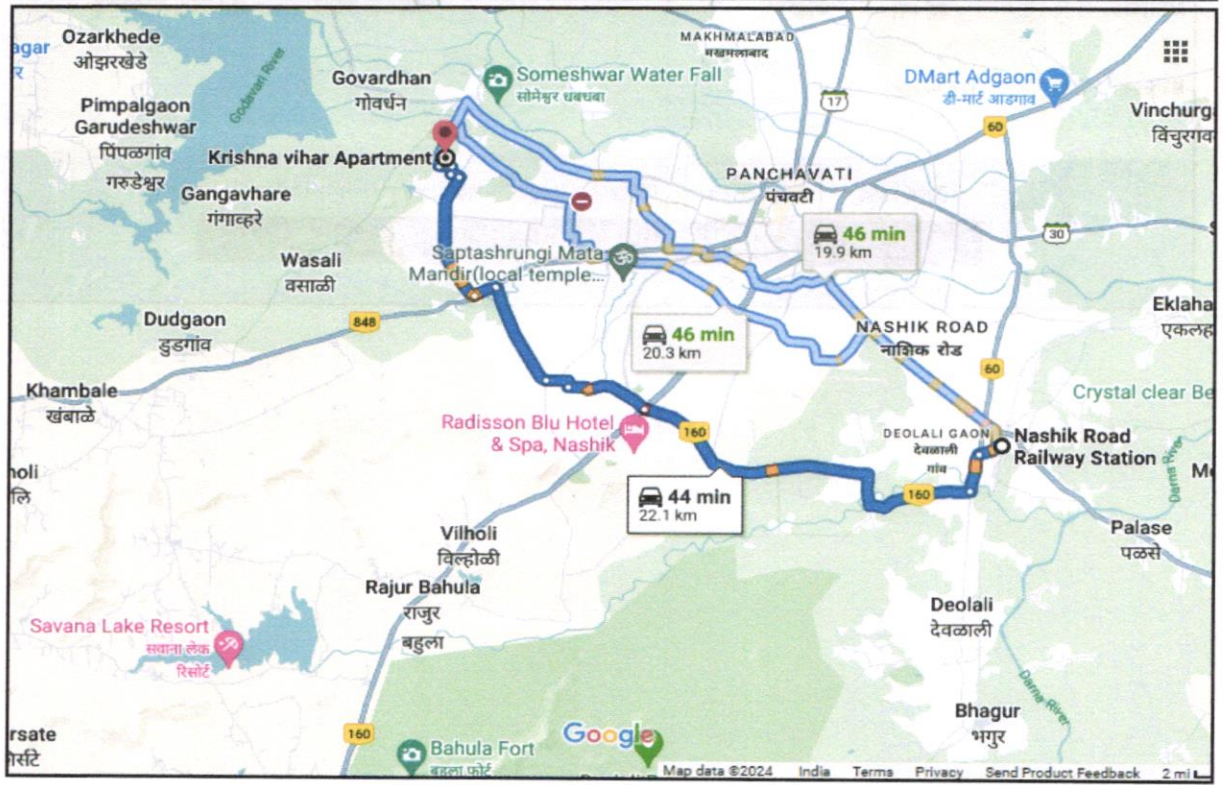 Ozarkhede
ओझरखेडे
agar
Pimpalgaon
Garudeshwar
पिंपळगांव
गरुडेश्वर
Godavari River
Govardhan
गोवर्धन
Someshwar Water Fall
सोमेश्वर धबधबा
MAKHMALABAD
मखमलाबाद
17
DMart Adgaon
डी-मार्ट आडगाव
60
Vinchurga
विंचुरगव
Krishna vihar Apartment
Gangavhare
गंगाव्हरे
PANCHAVATI
पंचवटी
30
Wasali
वसाळी
Saptashrungi Mata
Mandir(local temple...
46 min
19.9 km
Dudgaon
डुडगांव
848
46 min
20.3 km
NASHIK ROAD
नाशिक रोड
Eklaha
एकलह
60
Khambale
खंबाळे
Crystal clear Be
Radisson Blu Hotel
& Spa, Nashik
160
DEOLALI GAON
देवळाली
गांव
Nashik Road
Railway Station
Darna River
holi
लि
44 min
22.1 km
160
Vilholi
विल्होळी
Palase
पळसे
Rajur Bahula
राजुर
बहुला
Deolali
देवळाली
Savana Lake Resort
सवाना लेक
रिसोर्ट
Darna River
Bhagur
भगुर
rsate
160
Bahula Fort
बहुला फोर्ट
Google
Map data ©2024 India Terms Privacy Send Product Feedback 2 mi